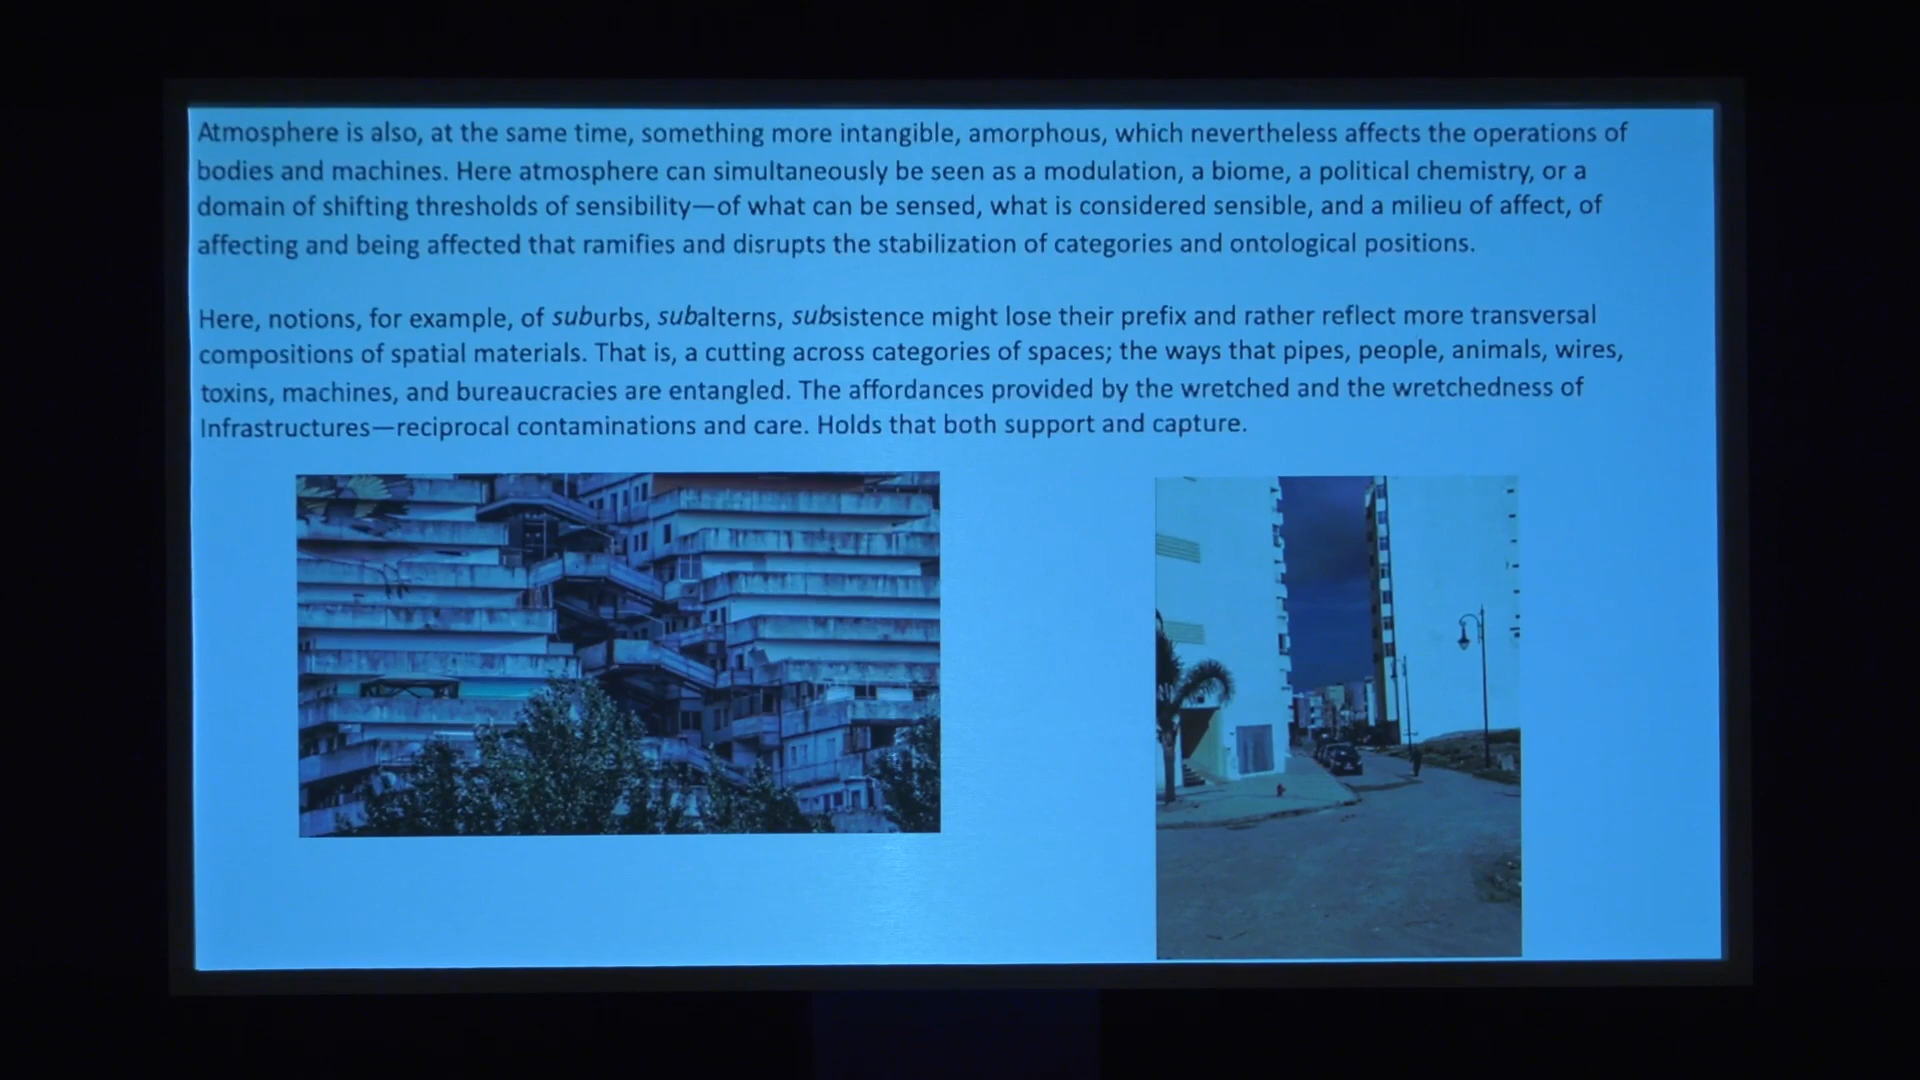 Atmosphere is also, at the same time, something more intangible, amorphous, which nevertheless affects the operations of
bodies and machines. Here atmosphere can simultaneously be seen as a modulation, a biome, a political chemistry, or a
domain of shifting thresholds of sensibility—of what can be sensed, what is considered sensible, and a milieu of affect, of
affecting and being affected that ramifies and disrupts the stabilization of categories and ontological positions.
Here, notions, for example, of suburbs, subalterns, subsistence might lose their prefix and rather reflect more transversal
compositions of spatial materials. That is, a cutting across categories of spaces; the ways that pipes, people, animals, wires,
toxins, machines, and bureaucracies are entangled. The affordances provided by the wretched and the wretchedness of
Infrastructures—reciprocal contaminations and care. Holds that both support and capture.